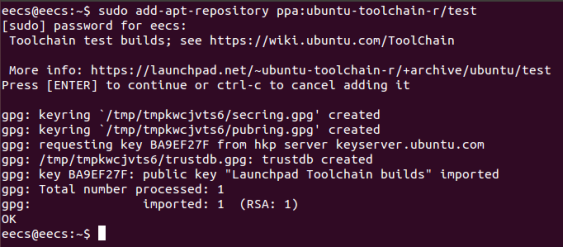 eecs@eecs:~$ sudo add-apt-repository ppa:ubuntu-toolchain-r/test
[sudo] password for eecs:
 Toolchain test builds; see https://wiki.ubuntu.com/ToolChain

 More info: https://launchpad.net/~ubuntu-toolchain-r/+archive/ubuntu/test
Press [ENTER] to continue or ctrl-c to cancel adding it

gpg: keyring `/tmp/tmpkwcjvts6/secring.gpg' created
gpg: keyring `/tmp/tmpkwcjvts6/pubring.gpg' created
gpg: requesting key BA9EF27F from hkp server keyserver.ubuntu.com
gpg: /tmp/tmpkwcjvts6/trustdb.gpg: trustdb created
gpg: key BA9EF27F: public key "Launchpad Toolchain builds" imported
gpg: Total number processed: 1
gpg:               imported: 1  (RSA: 1)
OK
eecs@eecs:~$